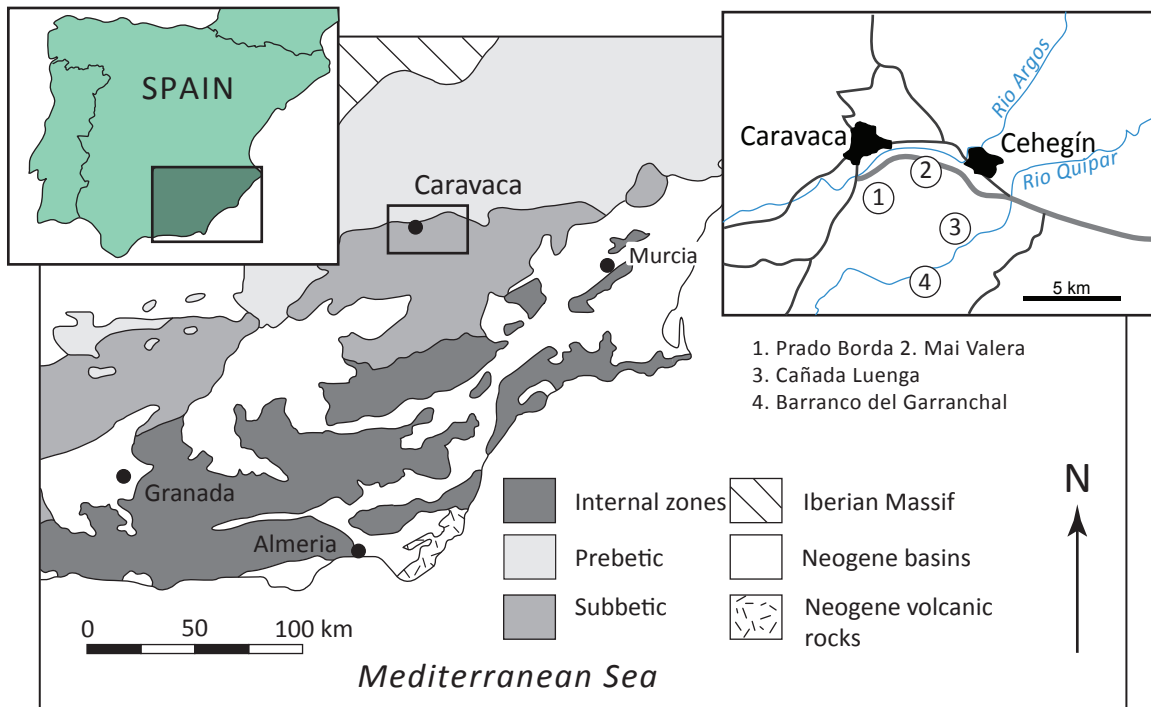 SPAIN
Caravaca
Murcia
Granada
Almeria
0 50 100 km
Mediterranean Sea
Caravaca
Cehegín
Rio Argos
Rio Quipar
1
2
3
4
5 km
1. Prado Borda 2. Mai Valera
3. Cañada Luenga
4. Barranco del Garranchal
Internal zones
Prebetic
Subbetic
Iberian Massif
Neogene basins
Neogene volcanic
rocks
N